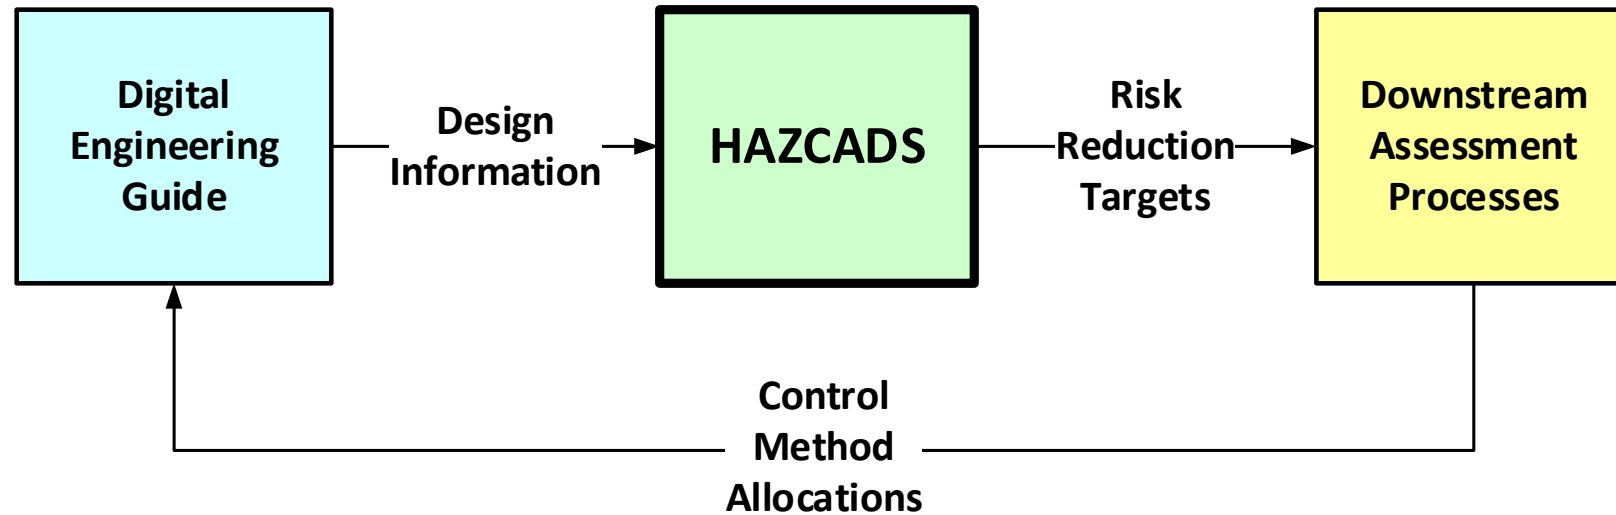 Digital
Engineering
Guide
Design
Information
HAZCADS
Risk
Reduction
Targets
Downstream
Assessment
Processes
Control
Method
Allocations